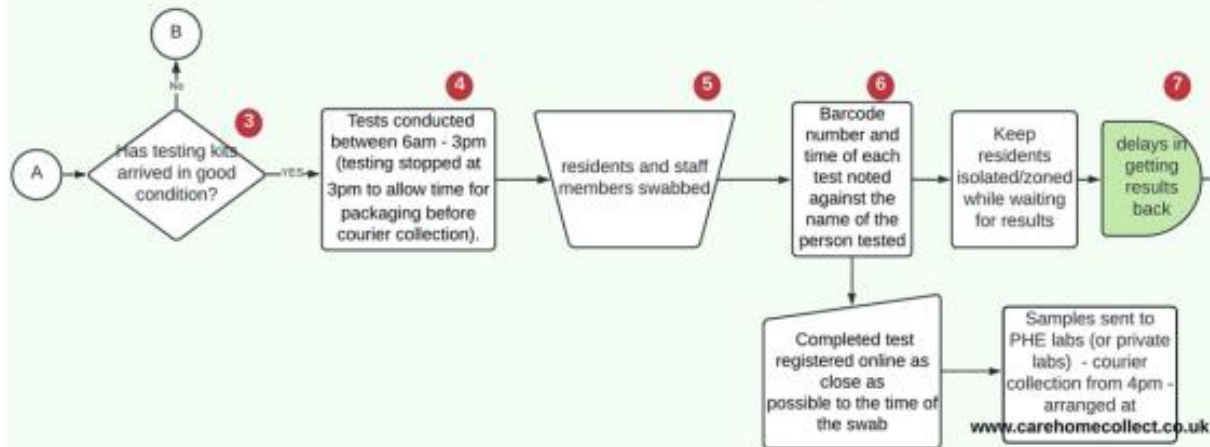 B
No
3
A
Has testing kits
arrived in good
condition?
YES
4
Tests conducted
between 6am - 3pm
(testing stopped at
3pm to allow time for
packaging before
courier collection).
5
residents and staff
members swabbed
6
Barcode
number and
time of each
test noted
against the
name of the
person tested
Keep
residents
isolated/zoned
while waiting
for results
7
delays in
getting
results
back
Completed test
registered online as
close as
possible to the time of
the swab
Samples sent to
PHE labs (or private
labs) - courier
collection from 4pm -
arranged at
www.carehomecollect.co.uk